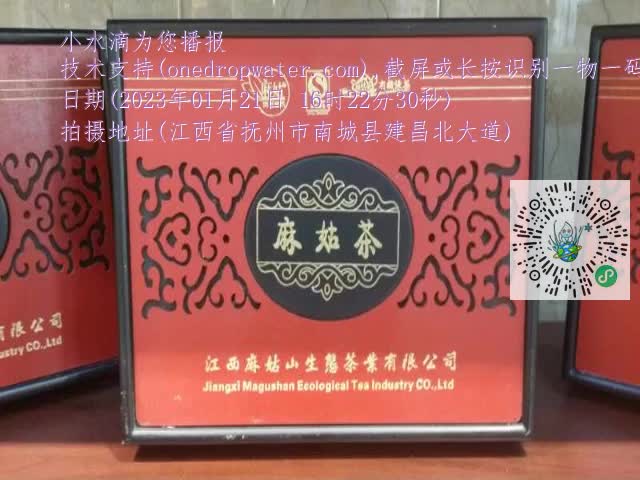 小水滴为您播报
技术支持(onedropwater.com) 截屏或长按识别一物一码
日期(2023年01月21日 16时22分30秒)
拍摄地址(江西省抚州市南城县建昌北大道)
麻姑茶
江西麻姑山生態茶業有限公司
Jiangxi Magushan Ecological Tea Industry CO.,Ltd
有限公司
ustry CO.,Ltd